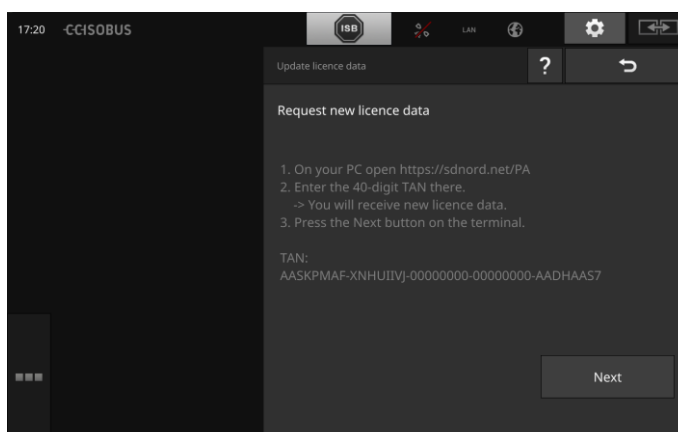 17:20 CCISOBUS ISB LAN
Update licence data ?
Request new licence data
1. On your PC open https://sdnord.net/PA
2. Enter the 40-digit TAN there.
-> You will receive new licence data.
3. Press the Next button on the terminal.
TAN:
AASKPMAF-XNHUIIVJ-00000000-00000000-AADHAAS7
Next